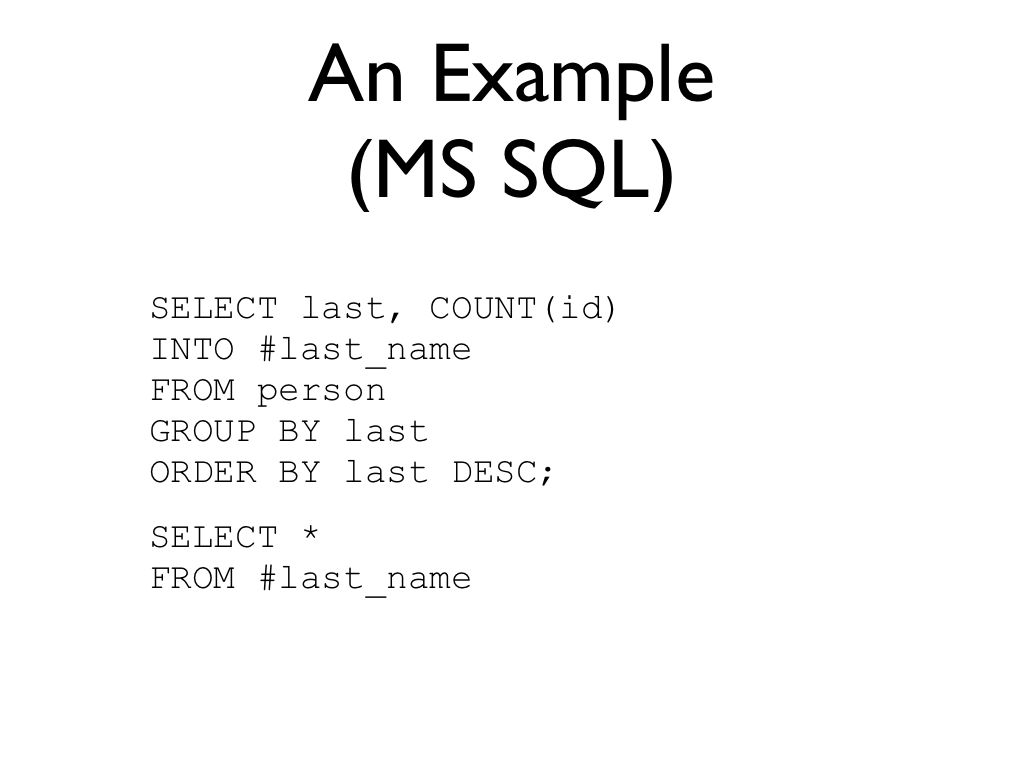 An Example
(MS SQL)
SELECT last, COUNT(id)
INTO #last_name
FROM person
GROUP BY last
ORDER BY last DESC;
SELECT *
FROM #last_name